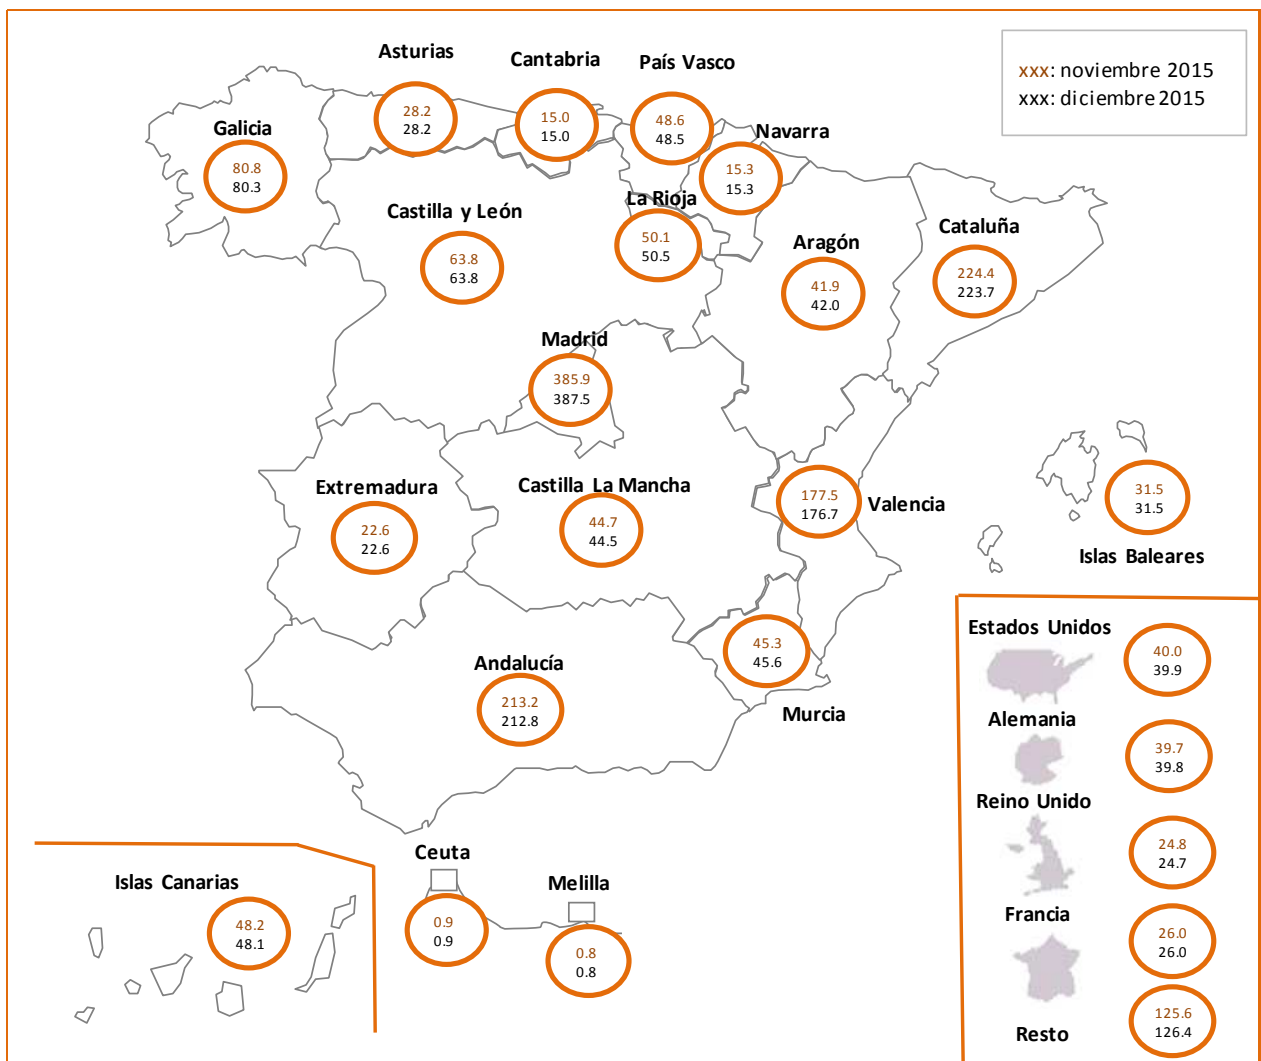 xxx: noviembre 2015
xxx: diciembre 2015
Asturias
28.2
28.2
Cantabria
15.0
15.0
País Vasco
48.6
48.5
Navarra
15.3
15.3
Galicia
80.8
80.3
Castilla y León
63.8
63.8
La Rioja
50.1
50.5
Aragón
41.9
42.0
Cataluña
224.4
223.7
Madrid
385.9
387.5
Extremadura
22.6
22.6
Castilla La Mancha
44.7
44.5
177.5
176.7
Valencia
31.5
31.5
Islas Baleares
Andalucía
213.2
212.8
45.3
45.6
Murcia
Estados Unidos
40.0
39.9
Alemania
39.7
39.8
Reino Unido
24.8
24.7
Francia
26.0
26.0
Resto
125.6
126.4
Islas Canarias
48.2
48.1
Ceuta
0.9
0.9
Melilla
0.8
0.8